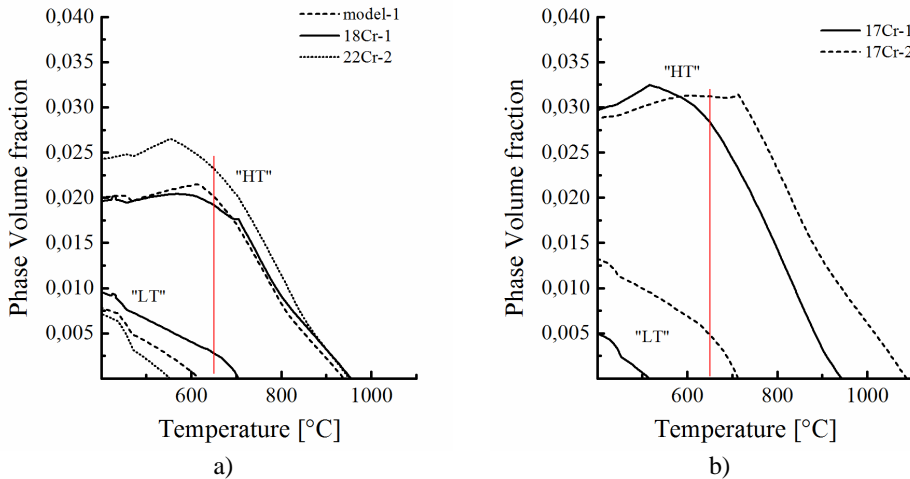 0,040
0,035
0,030
0,025
0,020
0,015
0,010
0,005
Phase Volume fraction
model-1
18Cr-1
22Cr-2
"HT"
"LT"
600
800
1000
Temperature [°C]
a)
0,040
0,035
0,030
0,025
0,020
0,015
0,010
0,005
Phase Volume fraction
17Cr-1
17Cr-2
"HT"
"LT"
600
800
1000
Temperature [°C]
b)